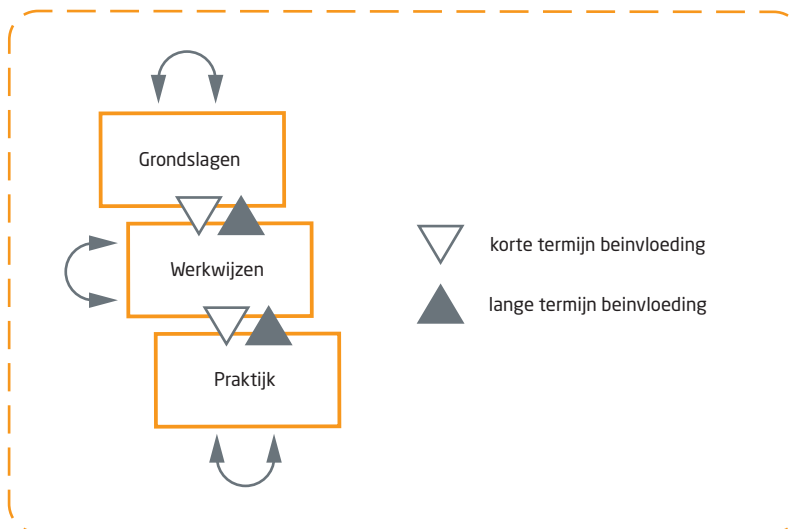 Grondslagen
Werkwijzen
Praktijk
korte termijn beinvloeding
lange termijn beinvloeding